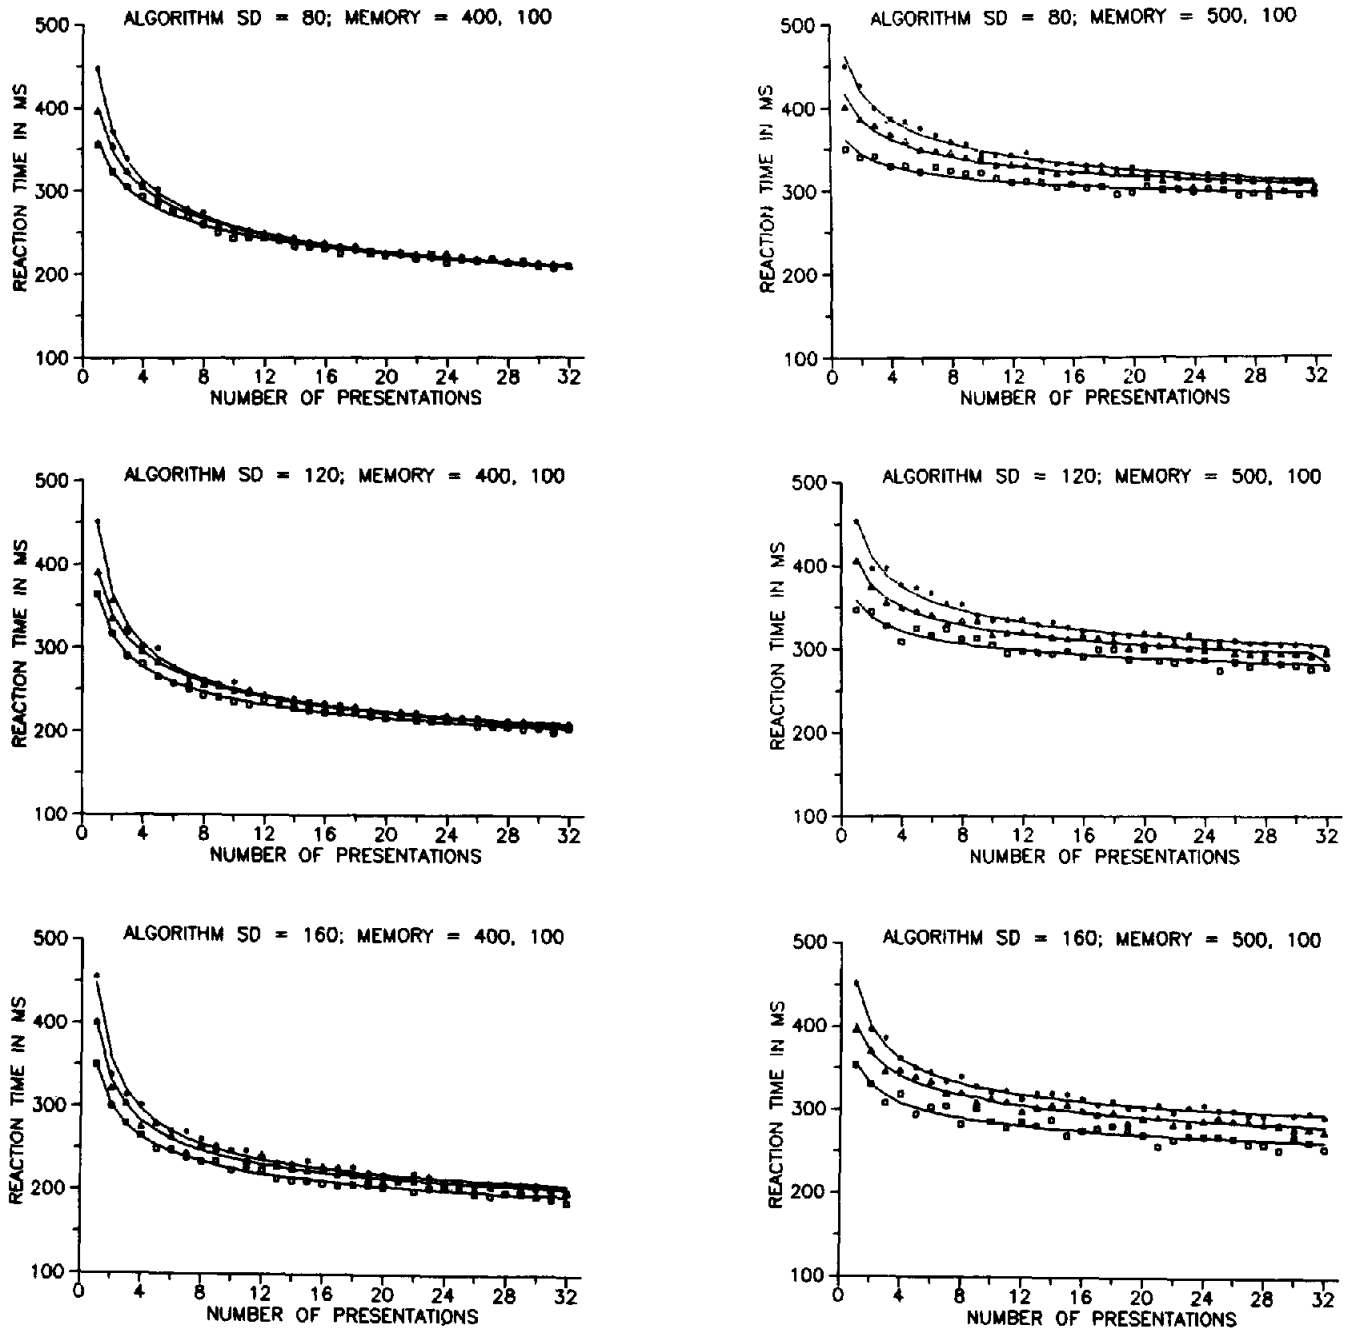 ALGORITHM SD = 80; MEMORY = 400, 100
500
400
300
200
100
REACTION TIME IN MS
0 4 8 12 16 20 24 28 32
NUMBER OF PRESENTATIONS
ALGORITHM SD = 80; MEMORY = 500, 100
500
400
300
200
100
REACTION TIME IN MS
0 4 8 12 16 20 24 28 32
NUMBER OF PRESENTATIONS
ALGORITHM SD = 120; MEMORY = 400, 100
500
400
300
200
100
REACTION TIME IN MS
0 4 8 12 16 20 24 28 32
NUMBER OF PRESENTATIONS
ALGORITHM SD = 120; MEMORY = 500, 100
500
400
300
200
100
REACTION TIME IN MS
0 4 8 12 16 20 24 28 32
NUMBER OF PRESENTATIONS
ALGORITHM SD = 160; MEMORY = 400, 100
500
400
300
200
100
REACTION TIME IN MS
0 4 8 12 16 20 24 28 32
NUMBER OF PRESENTATIONS
ALGORITHM SD = 160; MEMORY = 500, 100
500
400
300
200
100
REACTION TIME IN MS
0 4 8 12 16 20 24 28 32
NUMBER OF PRESENTATIONS